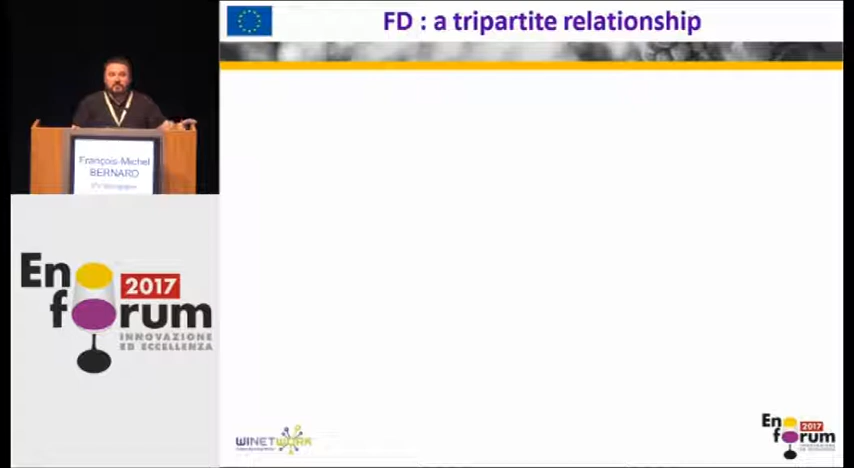 FD : a tripartite relationship
François-Michel
BERNARD
En
forum
2017
INNOVAZIONE
ED ECCELLENZA
WINETWORK
En
forum
2017